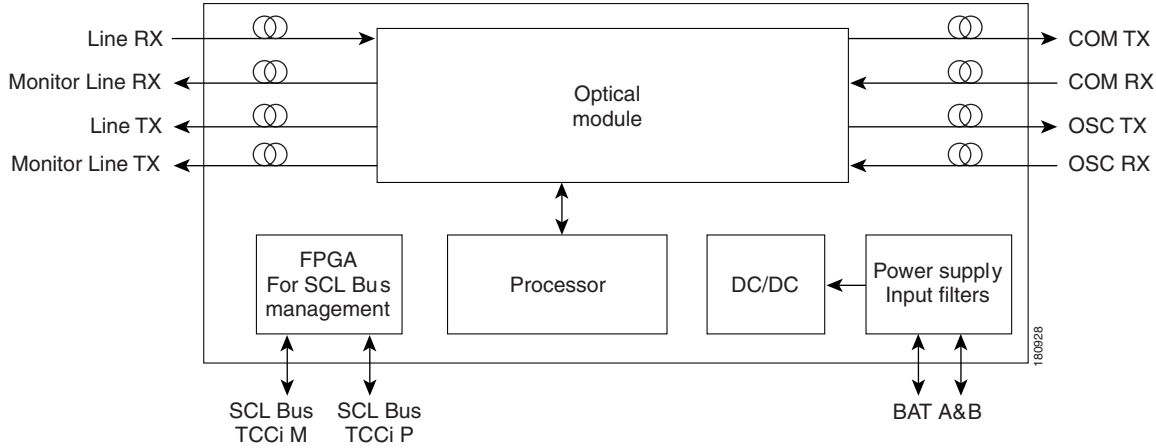 Line RX
COM TX
Monitor Line RX
COM RX
Optical
module
Line TX
OSC TX
Monitor Line TX
OSC RX
FPGA
For SCL Bus
management
Processor
DC/DC
Power supply
Input filters
180928
SCL Bus
TCCi M
SCL Bus
TCCi P
BAT A&B